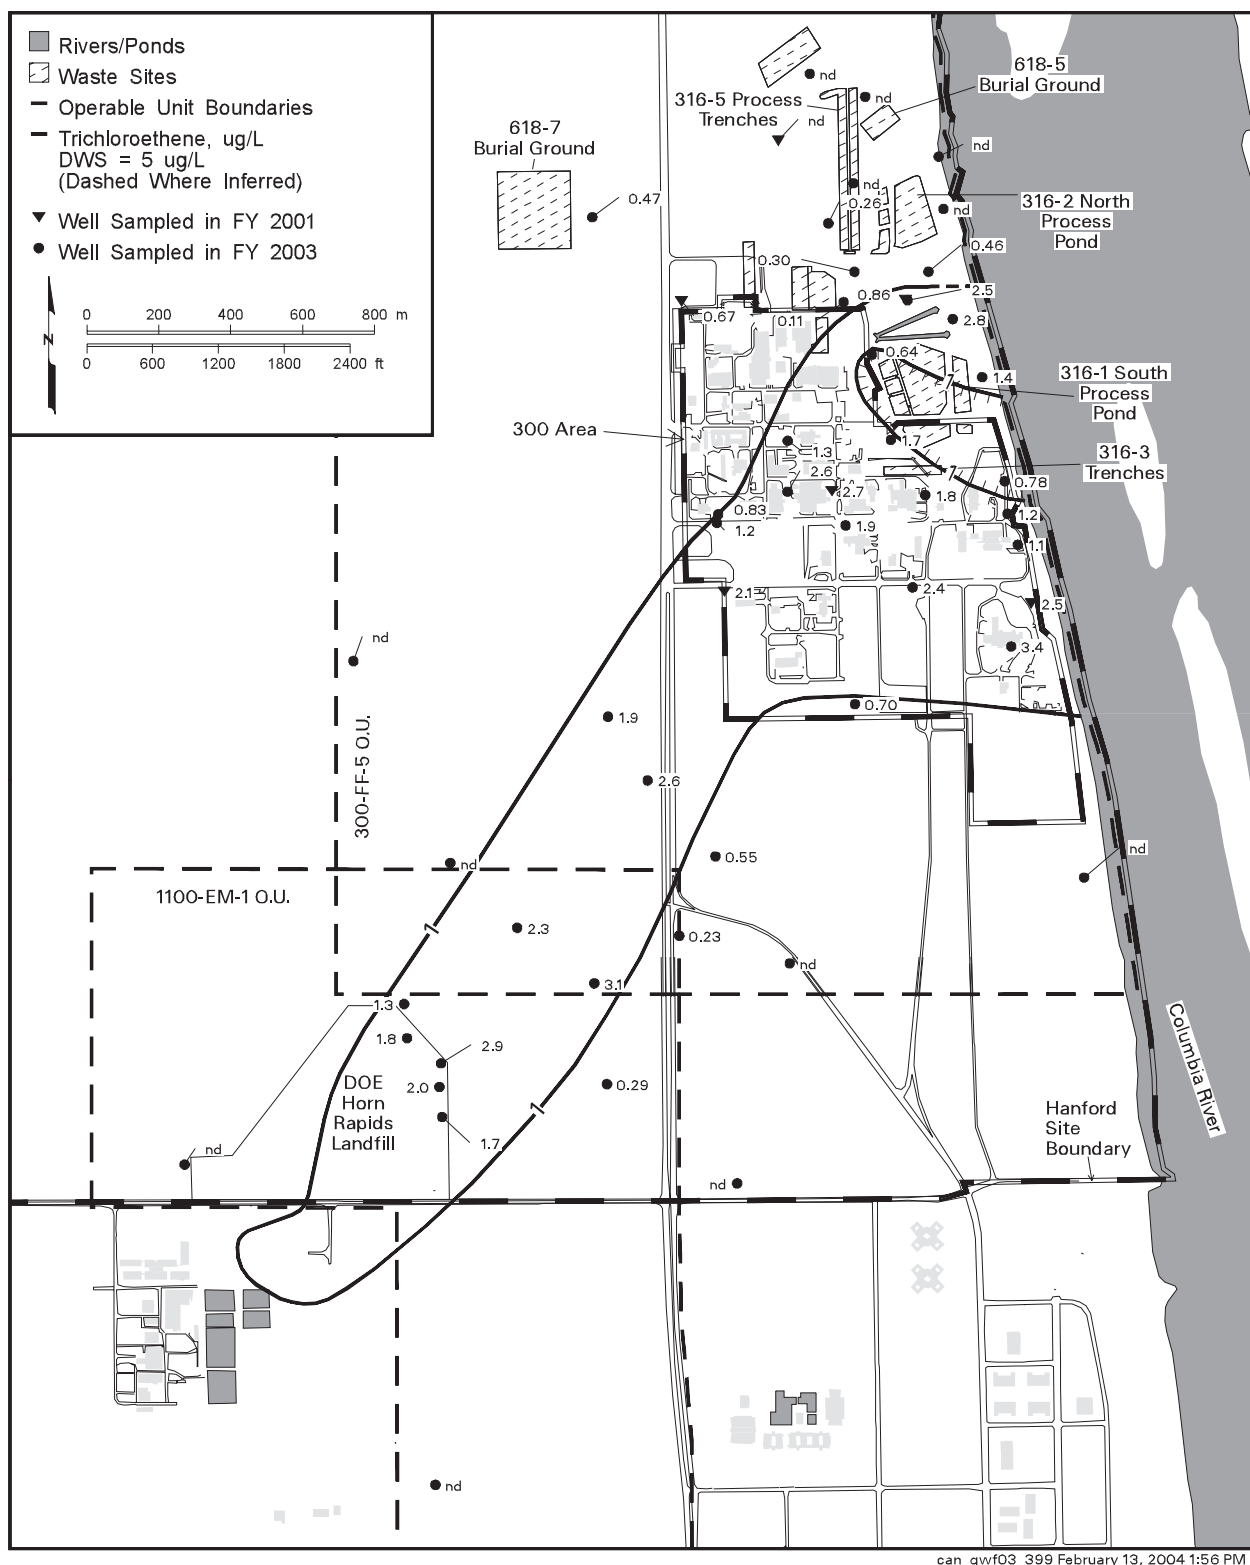 Rivers/Ponds
Waste Sites
Operable Unit Boundaries
Trichloroethene, ug/L
DWS = 5 ug/L
(Dashed Where Inferred)
Well Sampled in FY 2001
Well Sampled in FY 2003
N
0 200 400 600 800 m
0 600 1200 1800 2400 ft
nd
618-5
Burial Ground
316-5 Process
Trenches
nd
nd
618-7
Burial Ground
nd
nd
0.47
0.26
nd
316-2 North
Process
Pond
0.30
0.46
0.86
2.5
0.67
0.11
2.8
0.64
1
1.4
316-1 South
Process
Pond
300 Area
1.3
1.7
316-3
Trenches
2.6
2.7
1
0.78
1.8
0.83
1.2
1.2
1.9
1.1
2.1
2.4
2.5
nd
3.4
0.70
1.9
300-FF-5 O.U.
2.6
0.55
nd
nd
1100-EM-1 O.U.
1
2.3
0.23
nd
3.1
1.3
1.8
2.9
DOE
Horn
Rapids
Landfill
2.0
0.29
1
1.7
Columbia River
Hanford
Site
Boundary
nd
nd
nd
can_gwf03_399 February 13, 2004 1:56 PM